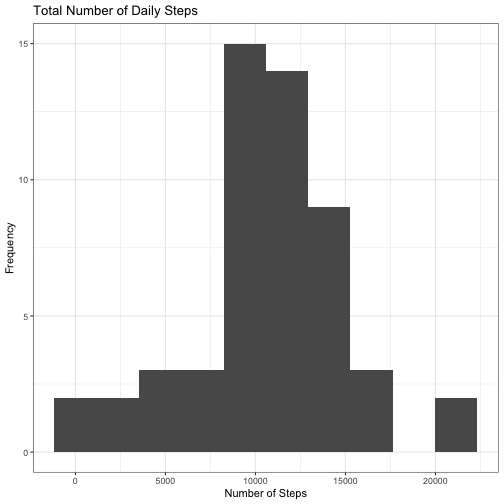 Total Number of Daily Steps
Frequency
15
10
5
0
0 5000 10000 15000 20000
Number of Steps